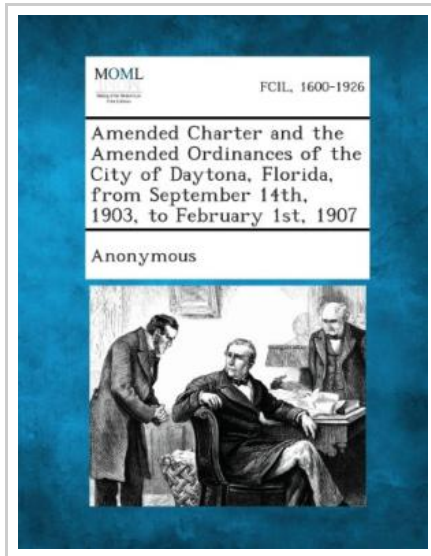 MOML
FCIL, 1600-1926
Amended Charter and the
Amended Ordinances of the
City of Daytona, Florida,
from September 14th,
1903, to February 1st, 1907
Anonymous